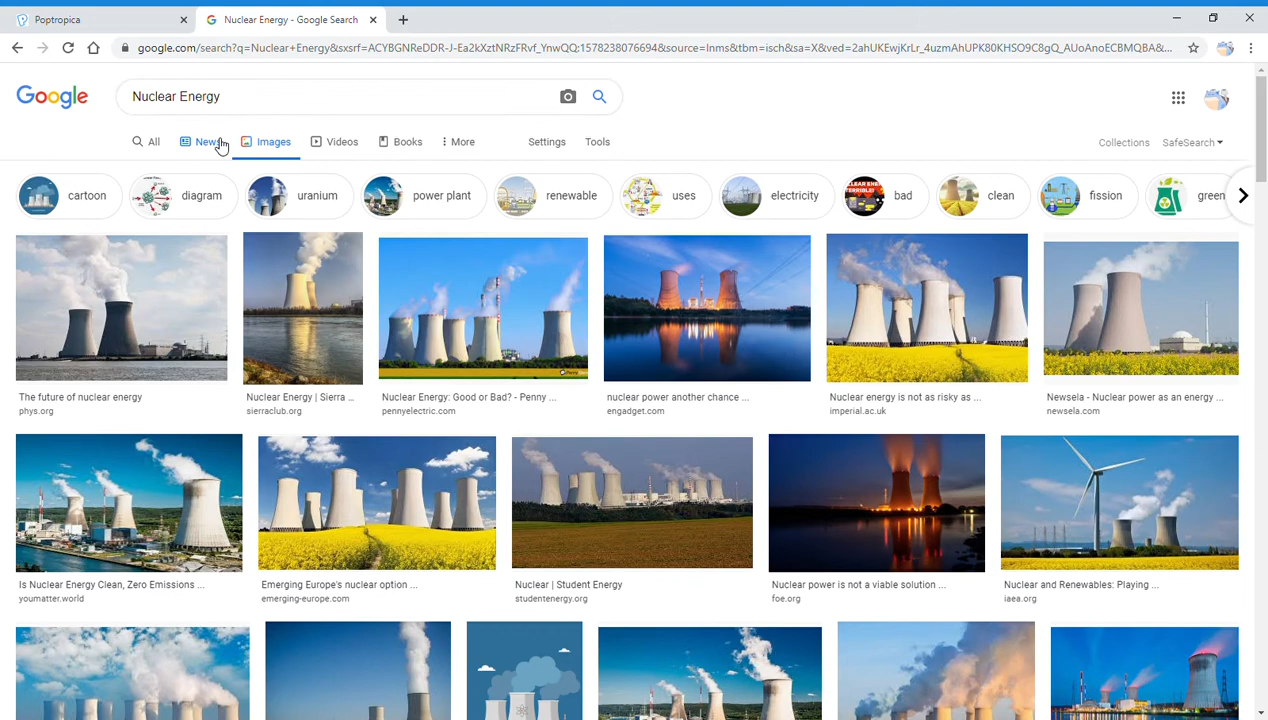 Poptropica
Nuclear Energy - Google Search
google.com/search?q=Nuclear+Energy&sxsrf=ACYBGNReDDR-J-Ea2kXztNRzFRvf_YnwQQ:1578238076694&source=lnms&tbm=isch&sa=X&ved=2ahUKEwjKrLr_4uzmAhUPK80KHSO9C8gQ_AUoAnoECBMQBA&...
Google
Nuclear Energy
All News Images Videos Books More Settings Tools Collections SafeSearch
cartoon diagram uranium power plant renewable uses electricity bad clean fission green
The future of nuclear energy
phys.org
Nuclear Energy | Sierra ...
sierraclub.org
Nuclear Energy: Good or Bad? - Penny ...
pennyelectric.com
nuclear power another chance ...
engadget.com
Nuclear energy is not as risky as ...
imperial.ac.uk
Newsela - Nuclear power as an energy ...
newsela.com
Is Nuclear Energy Clean, Zero Emissions ...
youmatter.world
Emerging Europe's nuclear option ...
emerging-europe.com
Nuclear | Student Energy
studentenergy.org
Nuclear power is not a viable solution ...
foe.org
Nuclear and Renewables: Playing ...
iaea.org